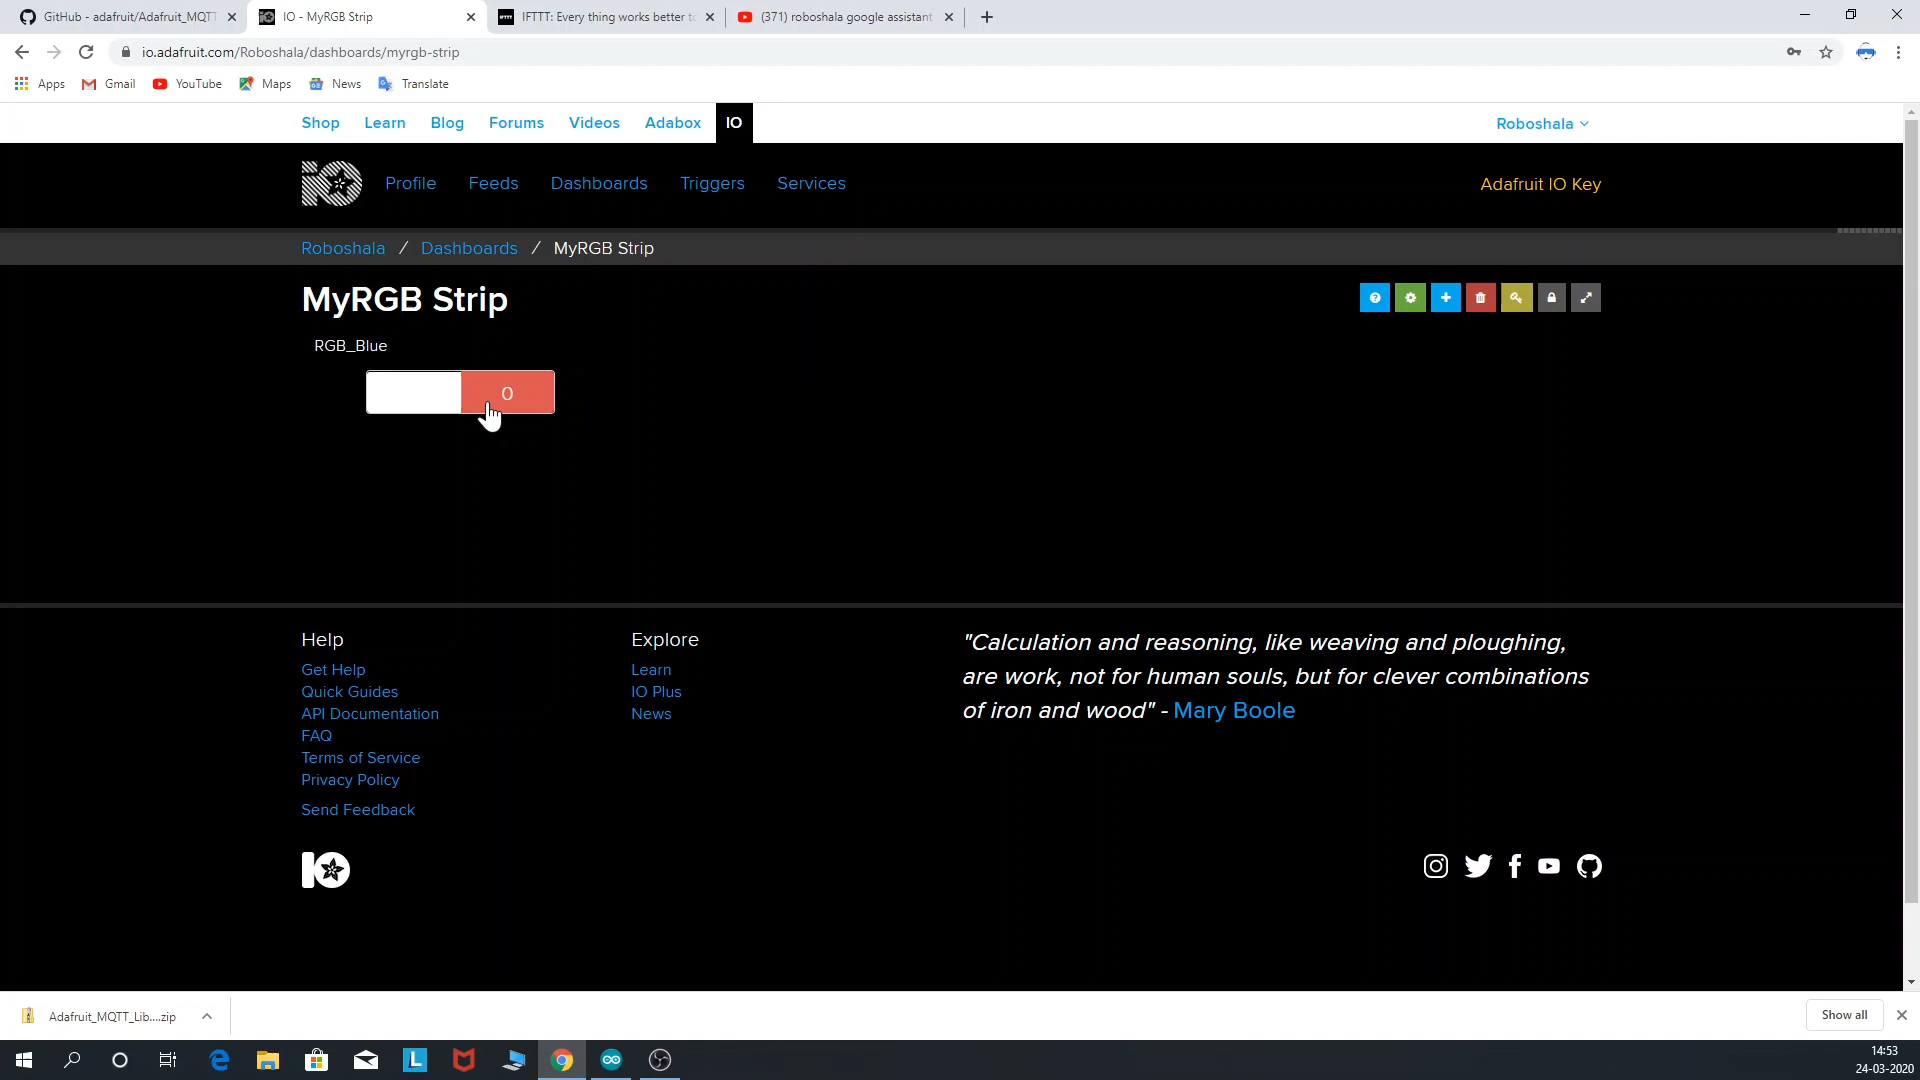 GitHub - adafruit/Adafruit_MQTT
IO - MyRGB Strip
IFTTT: Every thing works better t
(371) roboshala google assistant
io.adafruit.com/Roboshala/dashboards/myrgb-strip
Apps
Gmail
YouTube
Maps
News
Translate
Shop
Learn
Blog
Forums
Videos
Adabox
IO
Roboshala
Profile
Feeds
Dashboards
Triggers
Services
Adafruit IO Key
Roboshala / Dashboards / MyRGB Strip
MyRGB Strip
RGB_Blue
0
Help
Get Help
Quick Guides
API Documentation
FAQ
Terms of Service
Privacy Policy
Send Feedback
Explore
Learn
IO Plus
News
"Calculation and reasoning, like weaving and ploughing,
are work, not for human souls, but for clever combinations
of iron and wood" - Mary Boole
Adafruit_MQTT_Lib....zip
Show all
14:53
24-03-2020